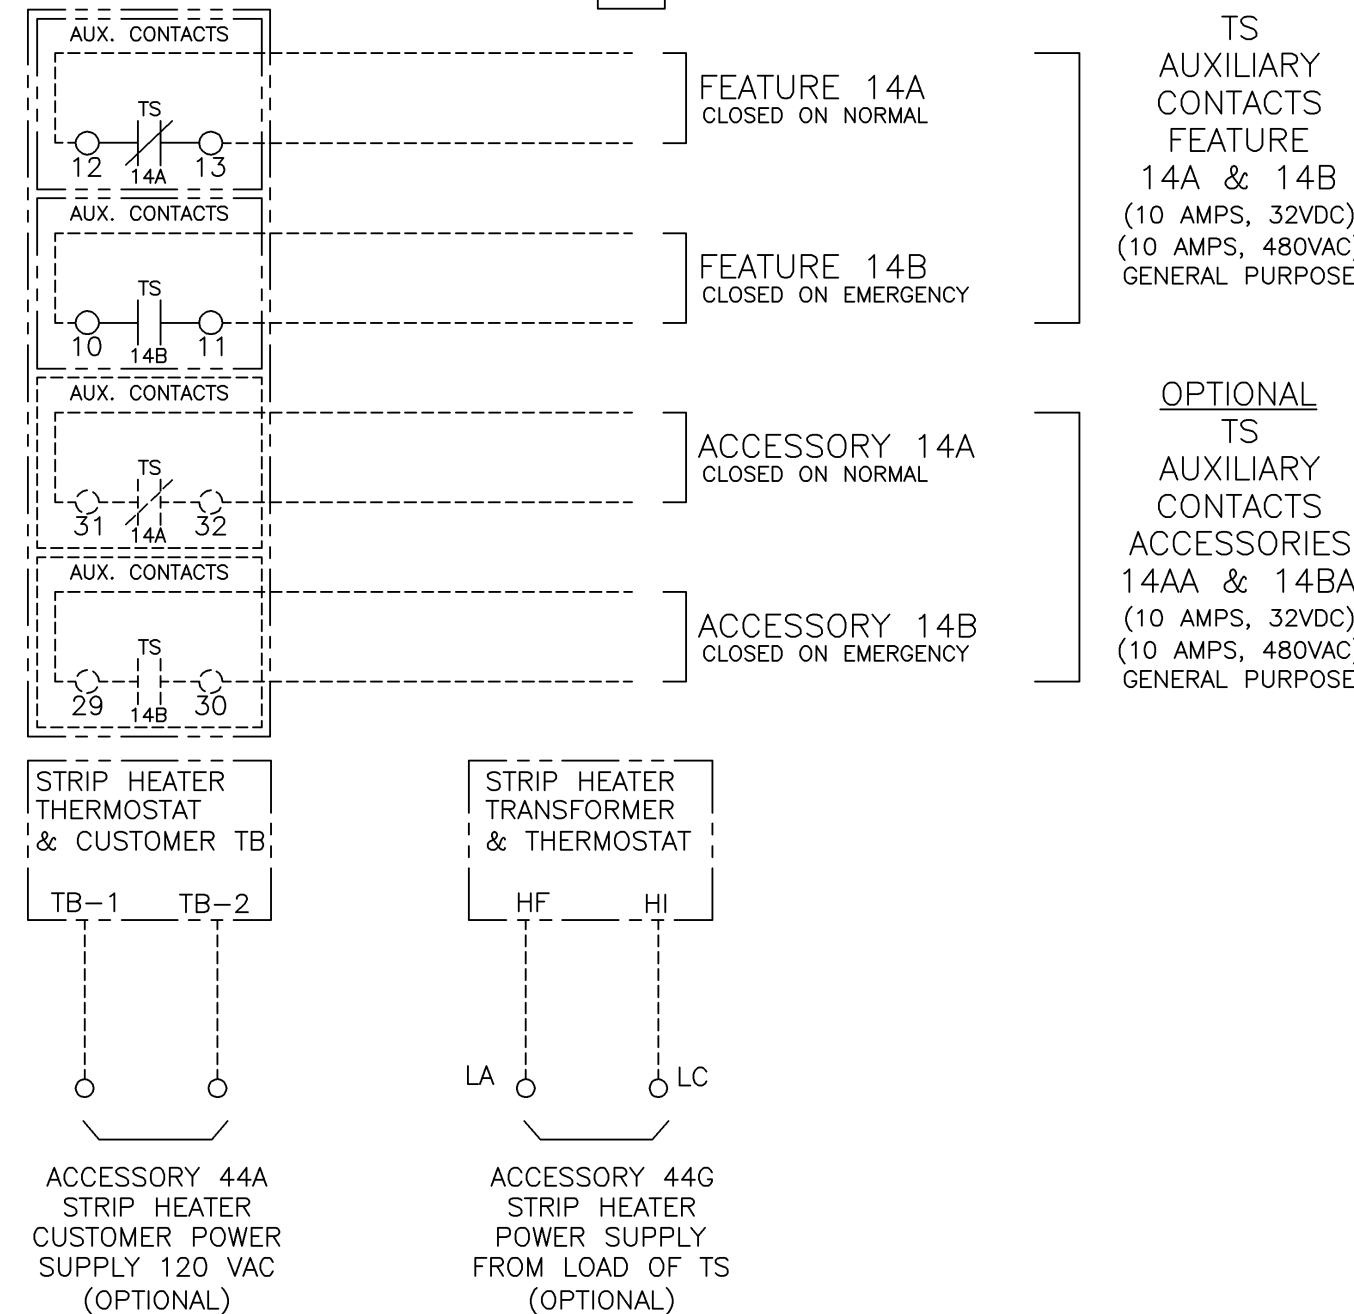 AUX. CONTACTS
TS
12
14A
13
FEATURE 14A
CLOSED ON NORMAL
AUX. CONTACTS
TS
10
14B
11
FEATURE 14B
CLOSED ON EMERGENCY
TS
AUXILIARY
CONTACTS
FEATURE
14A & 14B
(10 AMPS, 32VDC)
(10 AMPS, 480VAC)
GENERAL PURPOSE
AUX. CONTACTS
TS
31
14A
32
ACCESSORY 14A
CLOSED ON NORMAL
AUX. CONTACTS
TS
29
14B
30
ACCESSORY 14B
CLOSED ON EMERGENCY
OPTIONAL
TS
AUXILIARY
CONTACTS
ACCESSORIES
14AA & 14BA
(10 AMPS, 32VDC)
(10 AMPS, 480VAC)
GENERAL PURPOSE
STRIP HEATER
THERMOSTAT
& CUSTOMER TB
TB-1 TB-2
ACCESSORY 44A
STRIP HEATER
CUSTOMER POWER
SUPPLY 120 VAC
(OPTIONAL)
STRIP HEATER
TRANSFORMER
& THERMOSTAT
HF HI
LA LC
ACCESSORY 44G
STRIP HEATER
POWER SUPPLY
FROM LOAD OF TS
(OPTIONAL)